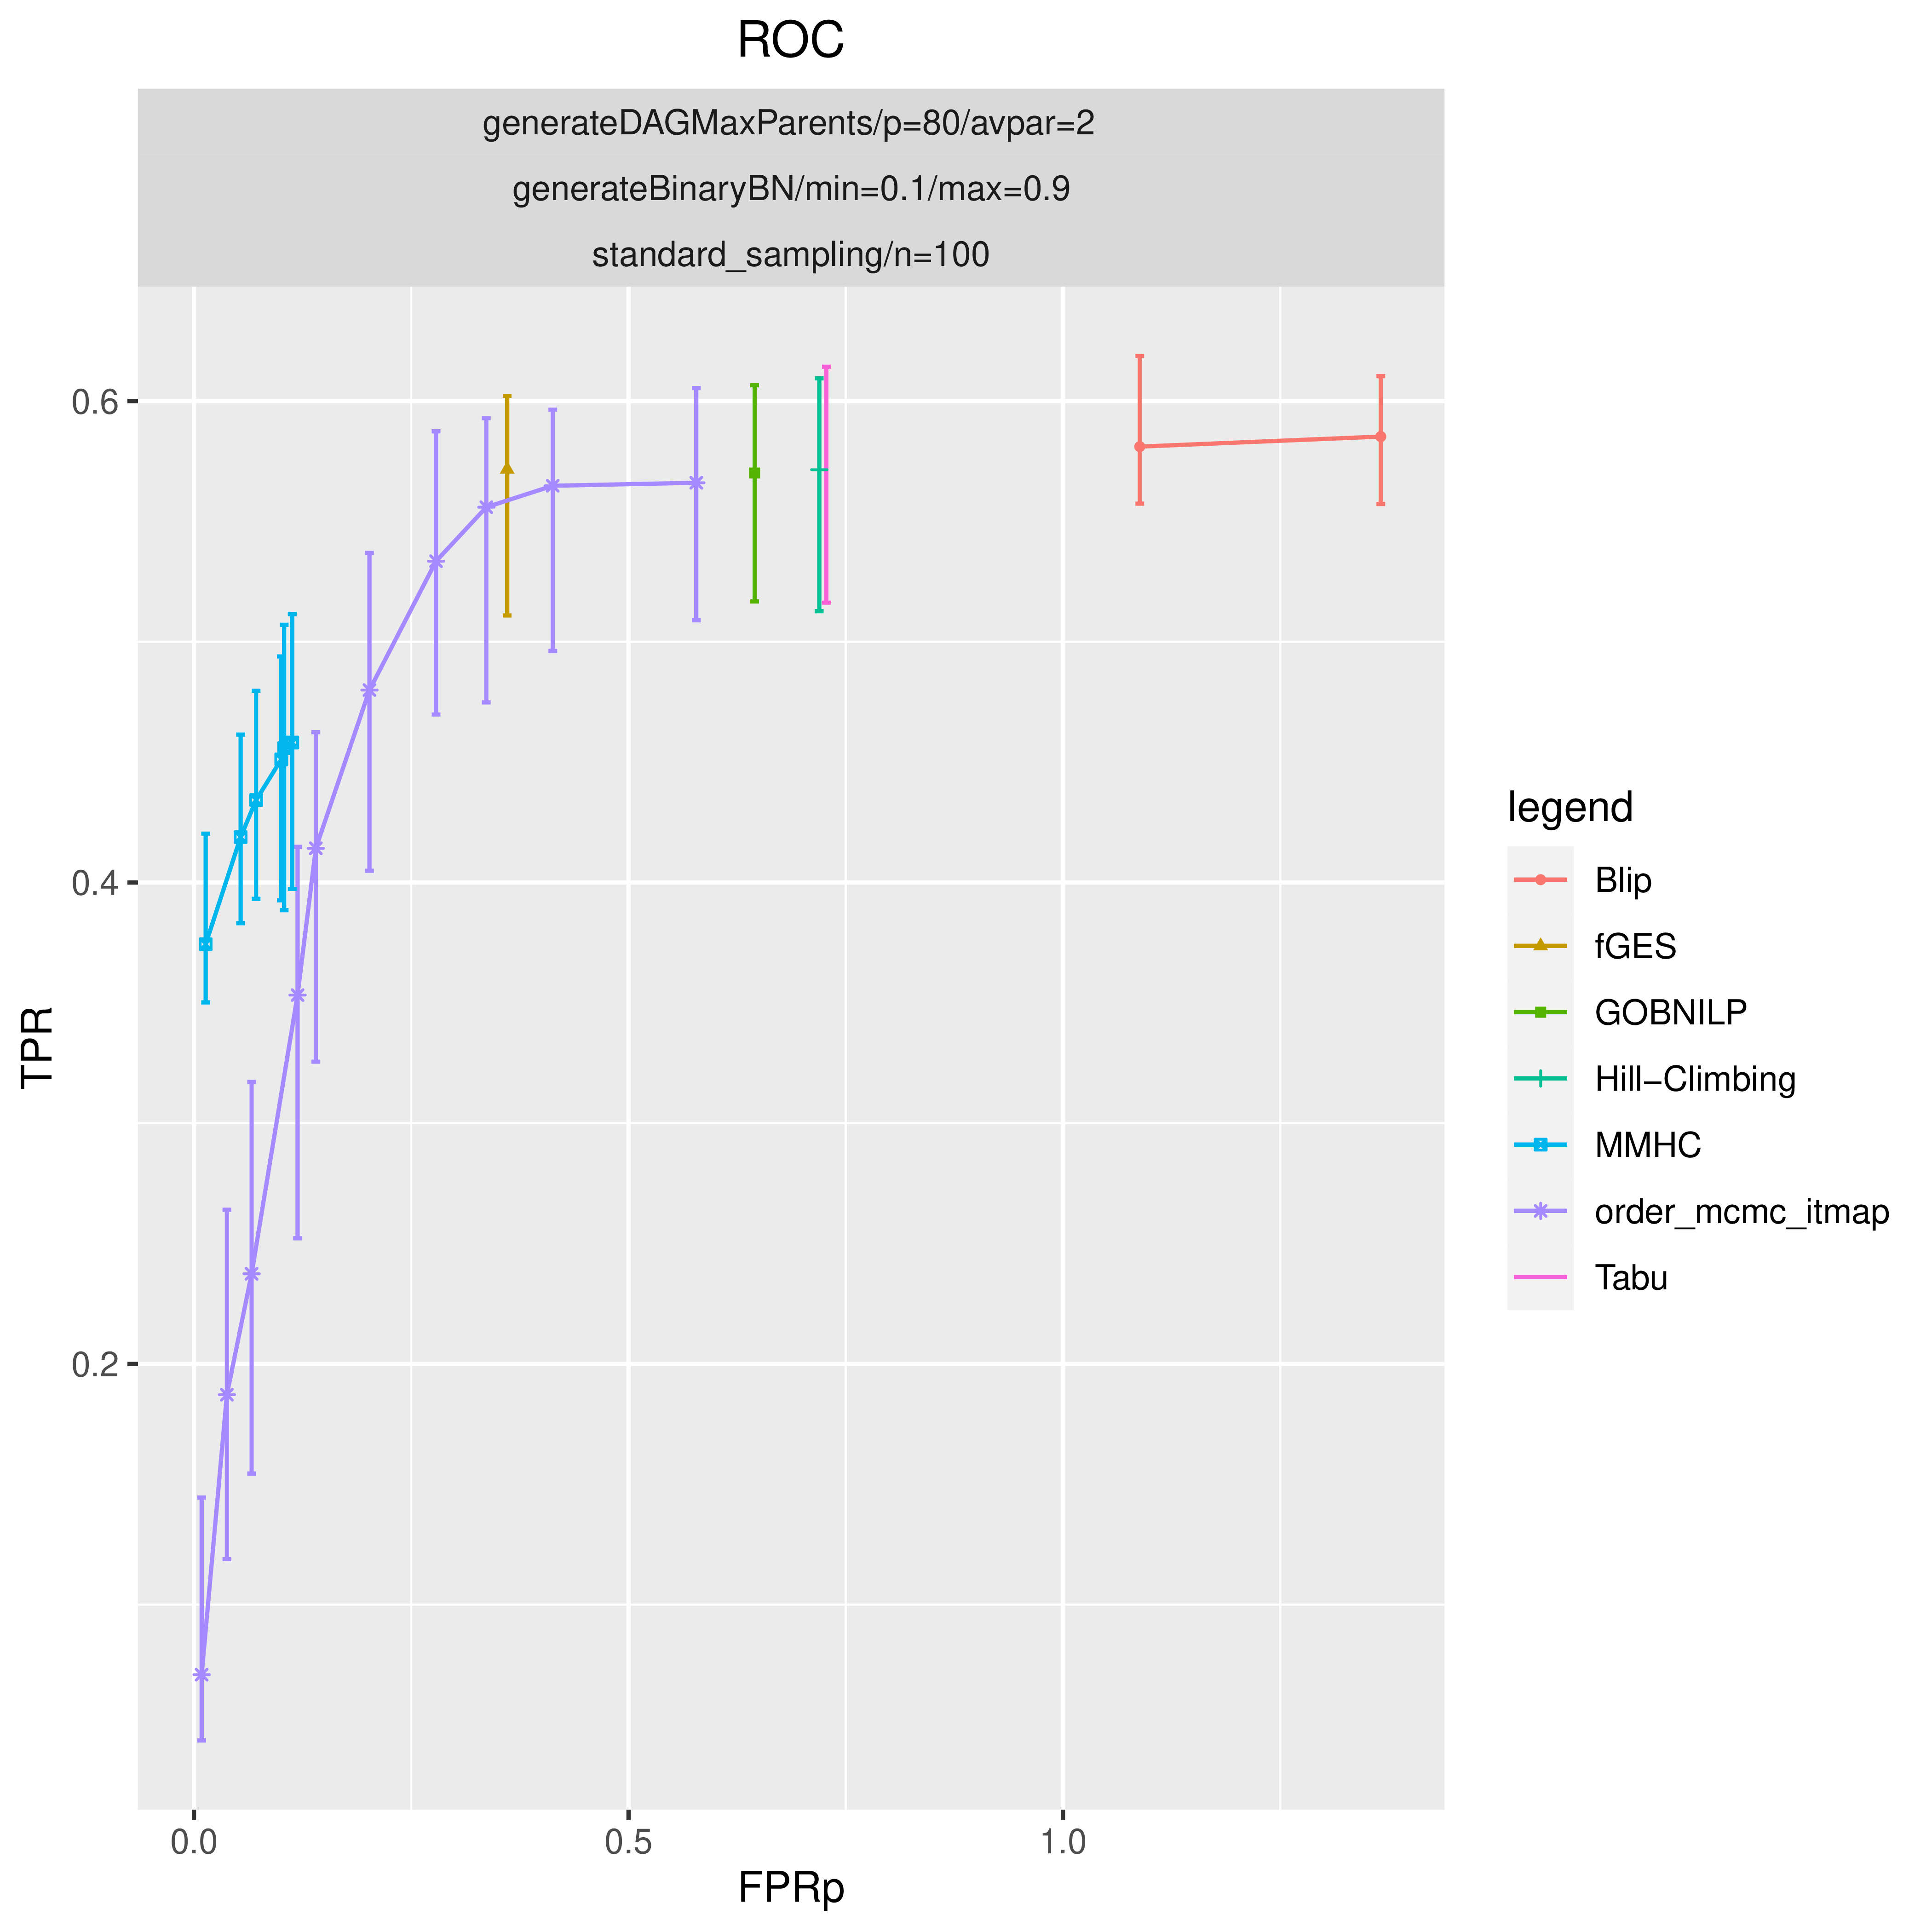 ROC
generateDAGMaxParents/p=80/avpar=2
generateBinaryBN/min=0.1/max=0.9
standard_sampling/n=100
0.6
0.4
0.2
TPR
0.0 0.5 1.0
FPRp
legend
Blip
fGES
GOBNILP
Hill−Climbing
MMHC
order_mcmc_itmap
Tabu